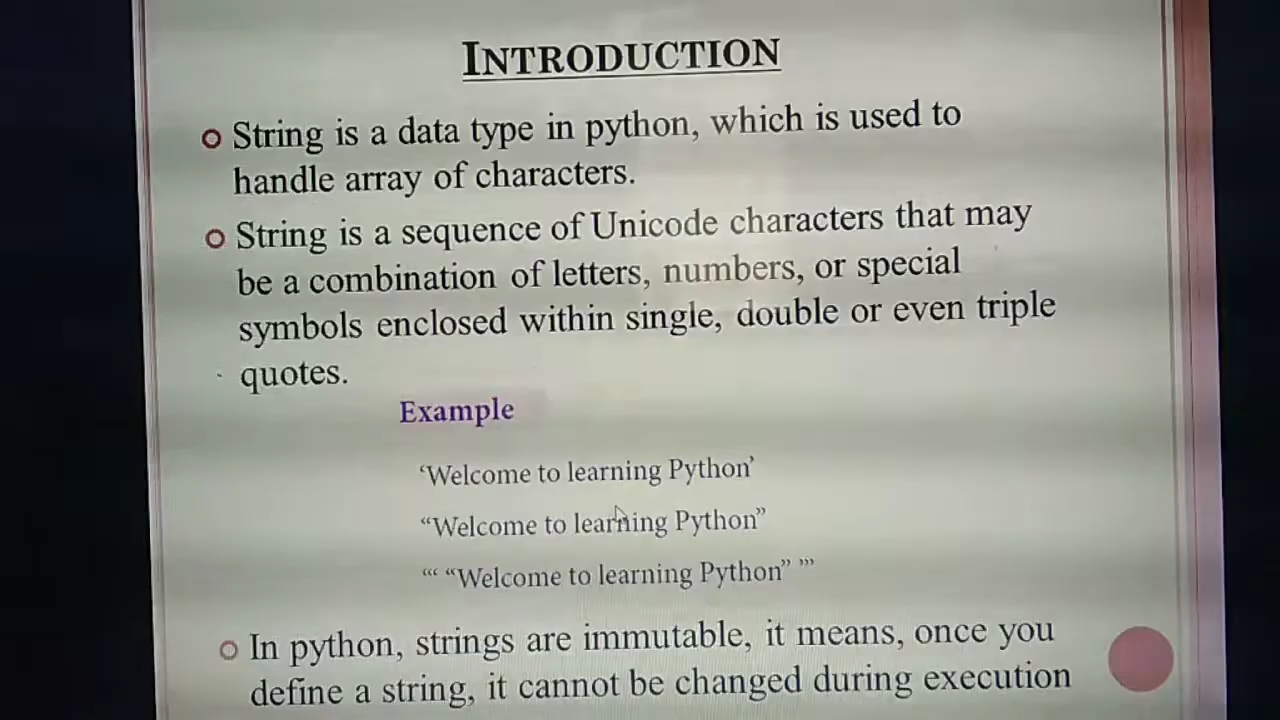 INTRODUCTION
String is a data type in python, which is used to
handle array of characters.
String is a sequence of Unicode characters that may
be a combination of letters, numbers, or special
symbols enclosed within single, double or even triple
quotes.
Example
‘Welcome to learning Python’
“Welcome to learning Python”
‘‘‘ “Welcome to learning Python” ’’’
In python, strings are immutable, it means, once you
define a string, it cannot be changed during execution